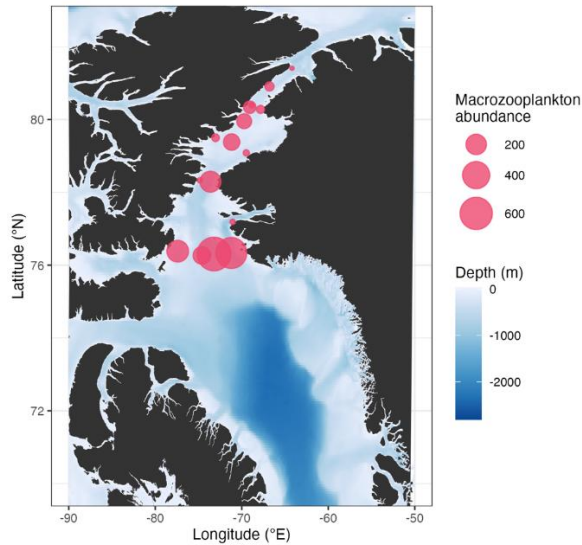 80
76
72
Latitude (°N)
-90
-80
-70
-60
-50
Longitude (°E)
Macrozooplankton
abundance
200
400
600
Depth (m)
0
-1000
-2000